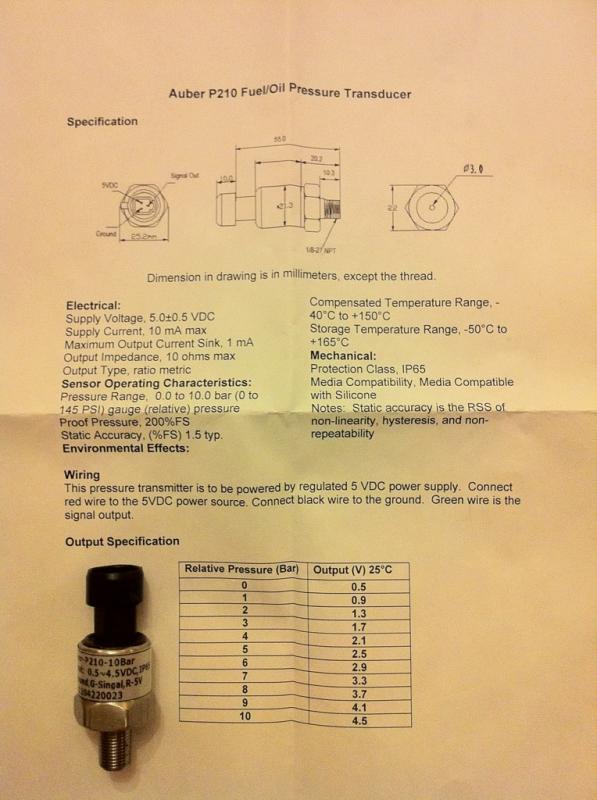 Auber P210 Fuel/Oil Pressure Transducer
Specification
5VDC
Signal Out
Ground
25.2mm
10.0
20.2
10.3
1/8-27 NPT
Ø3.0
Dimension in drawing is in millimeters, except the thread.
Electrical:
Supply Voltage, 5.0±0.5 VDC
Supply Current, 10 mA max
Maximum Output Current Sink, 1 mA
Output Impedance, 10 ohms max
Output Type, ratio metric
Sensor Operating Characteristics:
Pressure Range, 0.0 to 10.0 bar (0 to
145 PSI) gauge (relative) pressure
Proof Pressure, 200%FS
Static Accuracy, (%FS) 1.5 typ.
Environmental Effects:
Compensated Temperature Range, -
40°C to +150°C
Storage Temperature Range, -50°C to
+165°C
Mechanical:
Protection Class, IP65
Media Compatibility, Media Compatible
with Silicone
Notes: Static accuracy is the RSS of
non-linearity, hysteresis, and non-
repeatability
Wiring
This pressure transmitter is to be powered by regulated 5 VDC power supply. Connect
red wire to the 5VDC power source. Connect black wire to the ground. Green wire is the
signal output.
Output Specification
Relative Pressure (Bar) Output (V) 25°C
0 0.5
1 0.9
2 1.3
3 1.7
4 2.1
5 2.5
6 2.9
7 3.3
8 3.7
9 4.1
10 4.5
-P210-10Bar
0.5~4.5VDC,IP65
G-Singal,R-5V
204220023